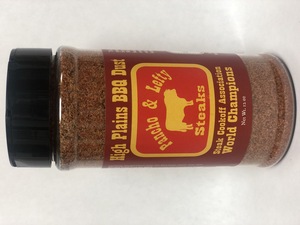 High Plains BBQ Dust
Pancho & Lefty
Steaks
Steak Cookoff Association
World Champions